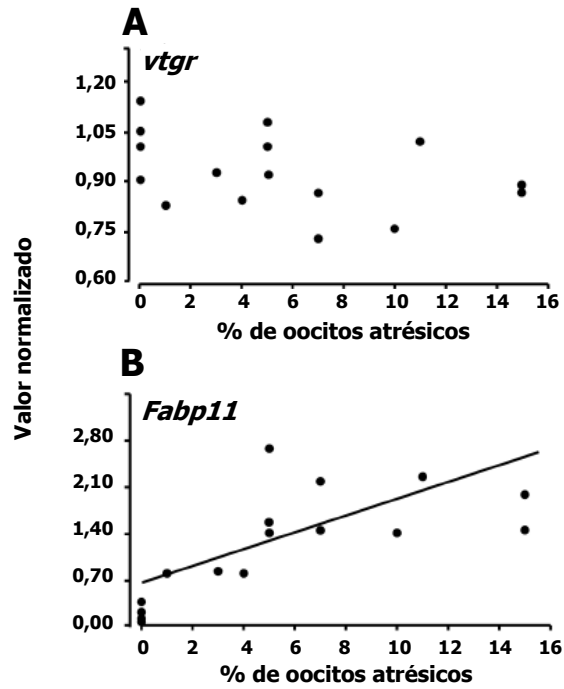 A
vtgr
1,20
1,05
0,90
0,75
0,60
0 2 4 6 8 10 12 14 16
% de oocitos atrésicos
Valor normalizado
B
Fabp11
2,80
2,10
1,40
0,70
0,00
0 2 4 6 8 10 12 14 16
% de oocitos atrésicos